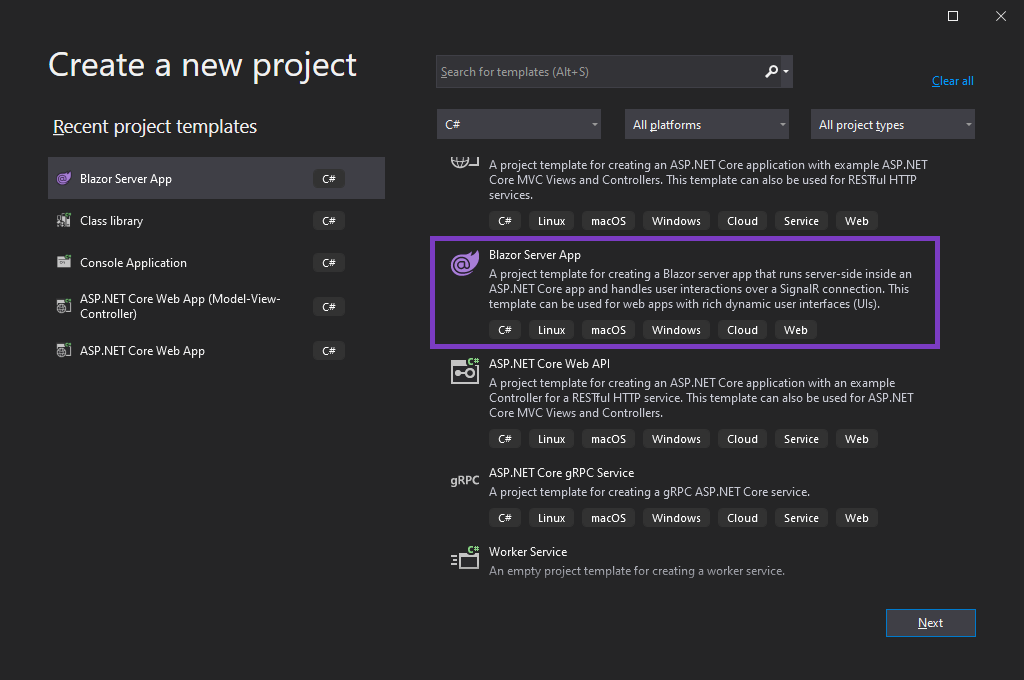 Create a new project
Search for templates (Alt+S)
Clear all
Recent project templates
C#
All platforms
All project types
Blazor Server App
C#
Class library
C#
Console Application
C#
ASP.NET Core Web App (Model-View-
Controller)
C#
ASP.NET Core Web App
C#
A project template for creating an ASP.NET Core application with example ASP.NET
Core MVC Views and Controllers. This template can also be used for RESTful HTTP
services.
C# Linux macOS Windows Cloud Service Web
Blazor Server App
A project template for creating a Blazor server app that runs server-side inside an
ASP.NET Core app and handles user interactions over a SignalR connection. This
template can be used for web apps with rich dynamic user interfaces (UIs).
C# Linux macOS Windows Cloud Web
C#
ASP.NET Core Web API
A project template for creating an ASP.NET Core application with an example
Controller for a RESTful HTTP service. This template can also be used for ASP.NET
Core MVC Views and Controllers.
C# Linux macOS Windows Cloud Service Web
gRPC
ASP.NET Core gRPC Service
A project template for creating a gRPC ASP.NET Core service.
C# Linux macOS Windows Cloud Service Web
C#
Worker Service
An empty project template for creating a worker service.
Next